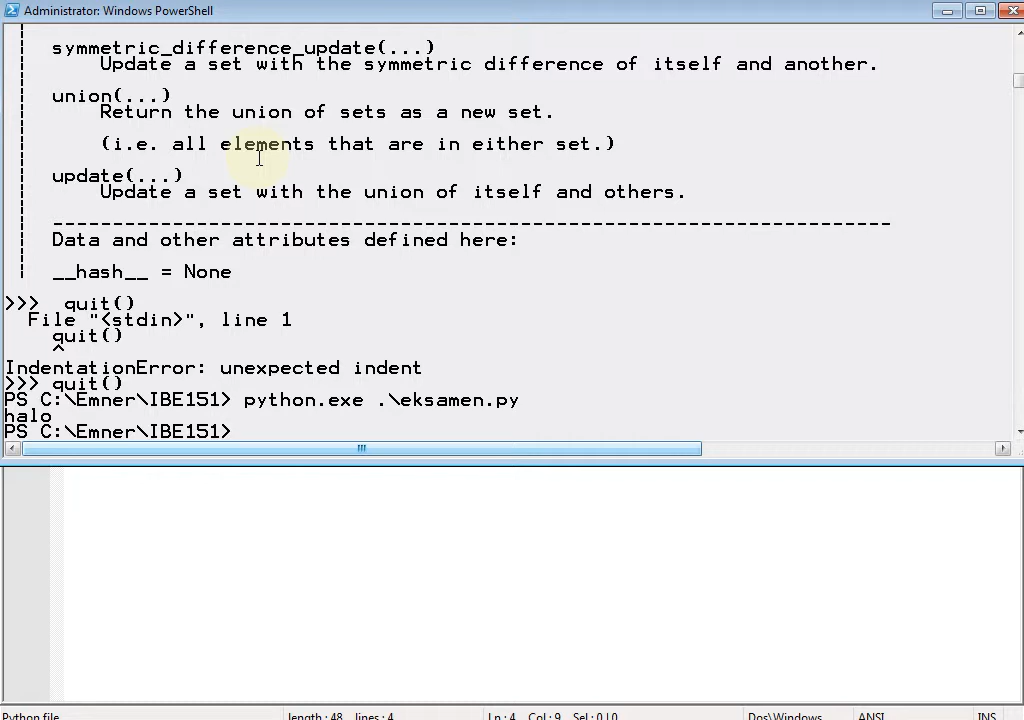 Administrator: Windows PowerShell
symmetric_difference_update(...)
Update a set with the symmetric difference of itself and another.
union(...)
Return the union of sets as a new set.
(i.e. all elements that are in either set.)
update(...)
Update a set with the union of itself and others.
----------------------------------------------------------------------
Data and other attributes defined here:
__hash__ = None
>>>  quit()
File "<stdin>", line 1
quit()
^
IndentationError: unexpected indent
>>> quit()
PS C:\Emner\IBE151> python.exe .\eksamen.py
halo
PS C:\Emner\IBE151>
Python file length : 48 lines : 4 Ln : 4 Col : 9 Sel : 0 | 0 Dos\Windows ANSI INS